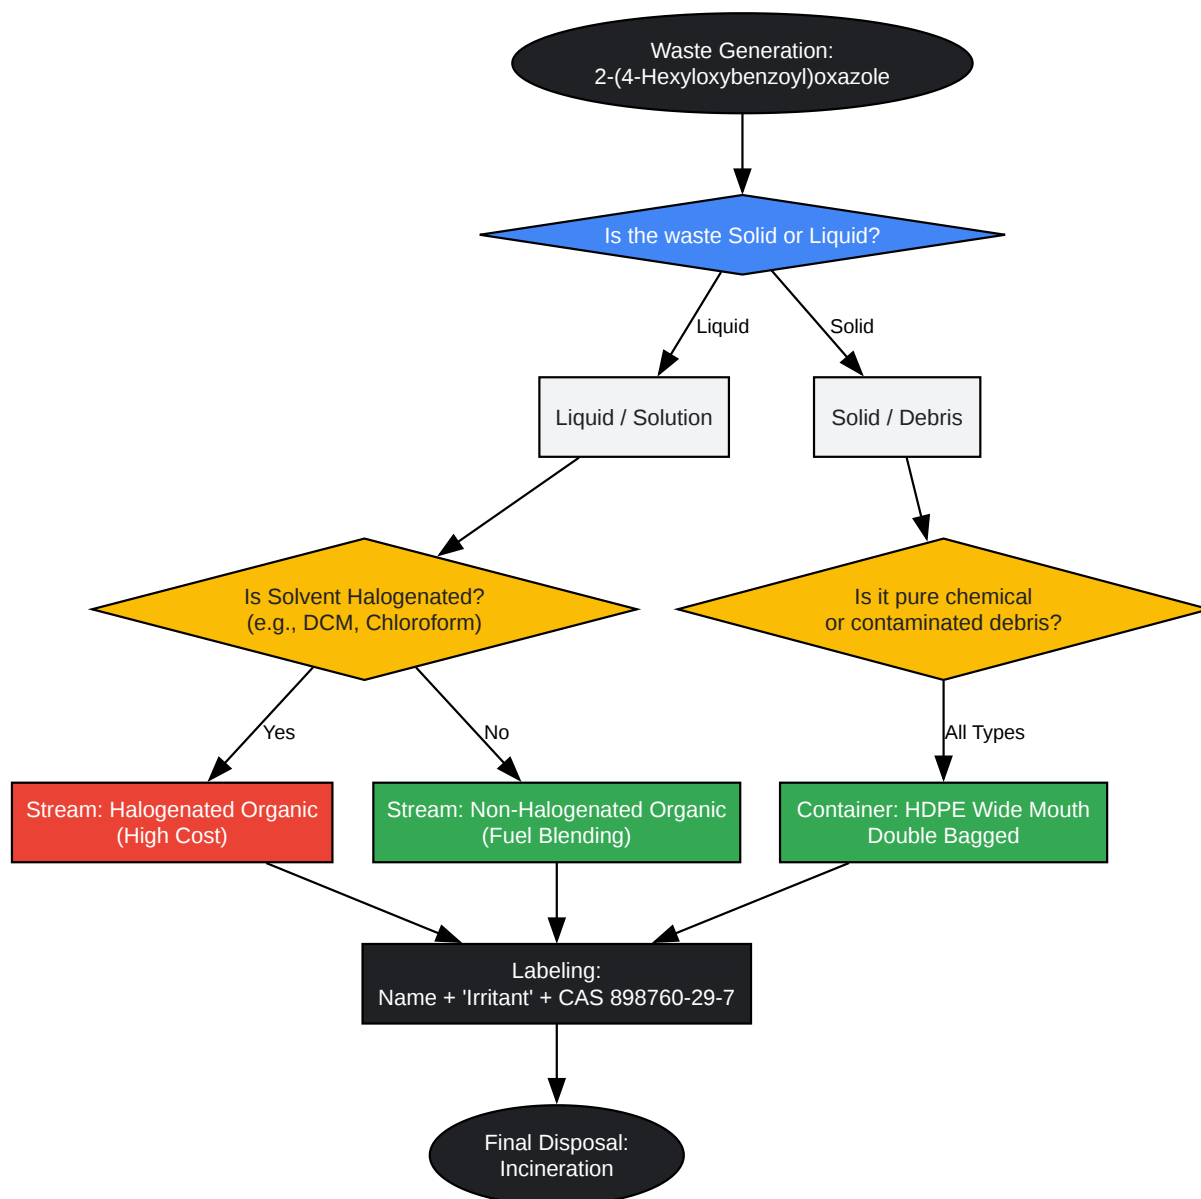 Waste Generation:
2-(4-Hexyloxybenzoyl)oxazole
Is the waste Solid or Liquid?
Liquid
Solid
Liquid / Solution
Solid / Debris
Is Solvent Halogenated?
(e.g., DCM, Chloroform)
Is it pure chemical
or contaminated debris?
Yes
No
All Types
Stream: Halogenated Organic
(High Cost)
Stream: Non-Halogenated Organic
(Fuel Blending)
Container: HDPE Wide Mouth
Double Bagged
Labeling:
Name + 'Irritant' + CAS 898760-29-7
Final Disposal:
Incineration